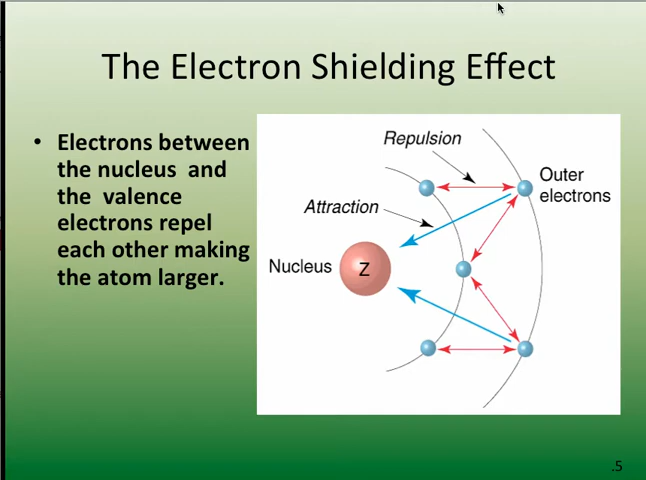 The Electron Shielding Effect
• Electrons between
the nucleus and
the valence
electrons repel
each other making
the atom larger.
Repulsion
Outer
electrons
Attraction
Nucleus
Z
.5